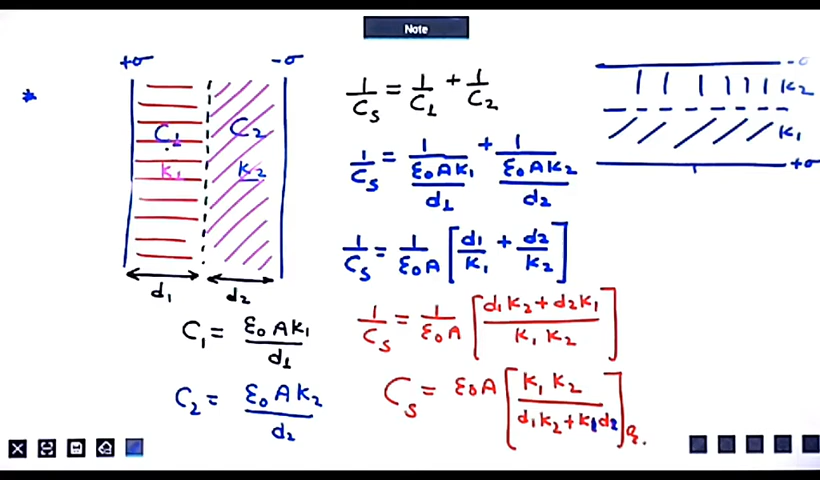 Note
*
+σ
-σ
C₁
C₂
K₁
K₂
d₁
d₂
C₁ = ε₀AK₁/d₁
C₂ = ε₀AK₂/d₂
1/Cₛ = 1/C₁ + 1/C₂
1/Cₛ = 1/(ε₀AK₁/d₁) + 1/(ε₀AK₂/d₂)
1/Cₛ = 1/ε₀A [d₁/K₁ + d₂/K₂]
1/Cₛ = 1/ε₀A [(d₁K₂+d₂K₁)/(K₁K₂)]
Cₛ = ε₀A [K₁K₂/(d₁K₂+K₁d₂)]
-σ
K₂
K₁
+σ